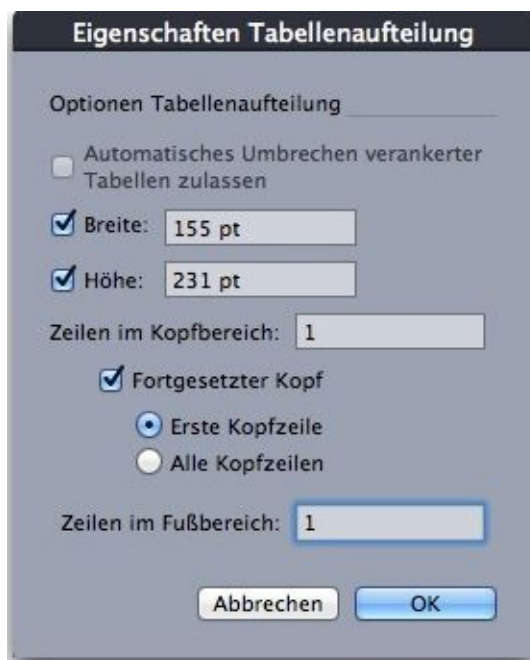 Eigenschaften Tabellenaufteilung
Optionen Tabellenaufteilung
Automatisches Umbrechen verankerter
Tabellen zulassen
Breite: 155 pt
Höhe: 231 pt
Zeilen im Kopfbereich: 1
Fortgesetzter Kopf
Erste Kopfzeile
Alle Kopfzeilen
Zeilen im Fußbereich: 1
Abbrechen OK